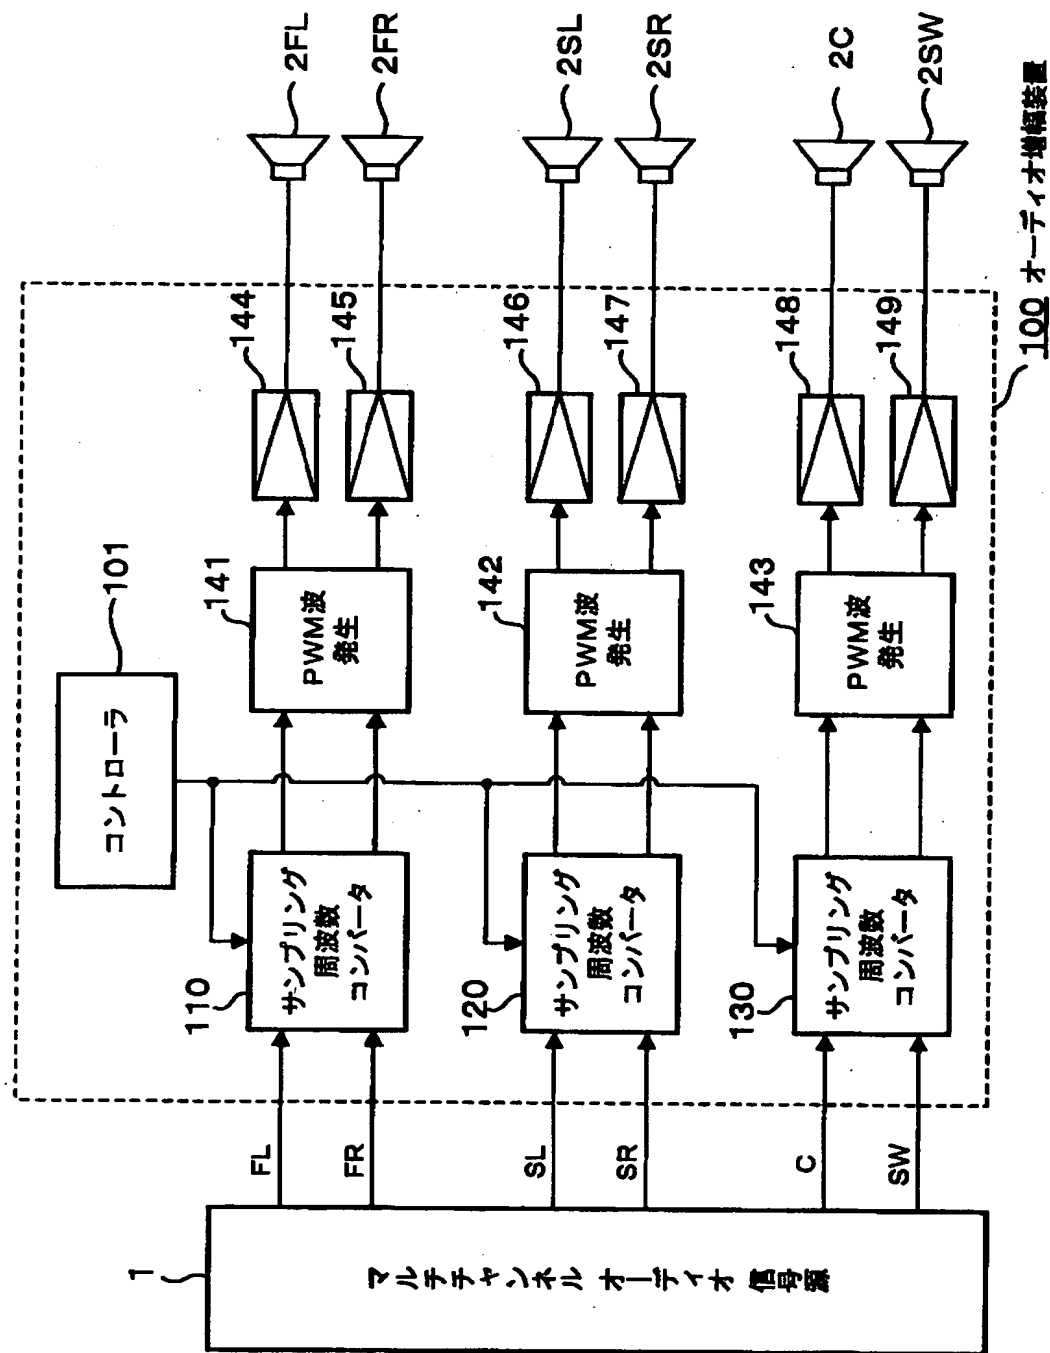 1
マルチチャンネル オーディオ 信号源
FL
FR
SL
SR
C
SW
コントローラ
101
110
サンプリング
周波数
コンバータ
120
サンプリング
周波数
コンバータ
130
サンプリング
周波数
コンバータ
141
PWM波
発生
142
PWM波
発生
143
PWM波
発生
144
145
146
147
148
149
2FL
2FR
2SL
2SR
2C
2SW
100 オーディオ増幅装置